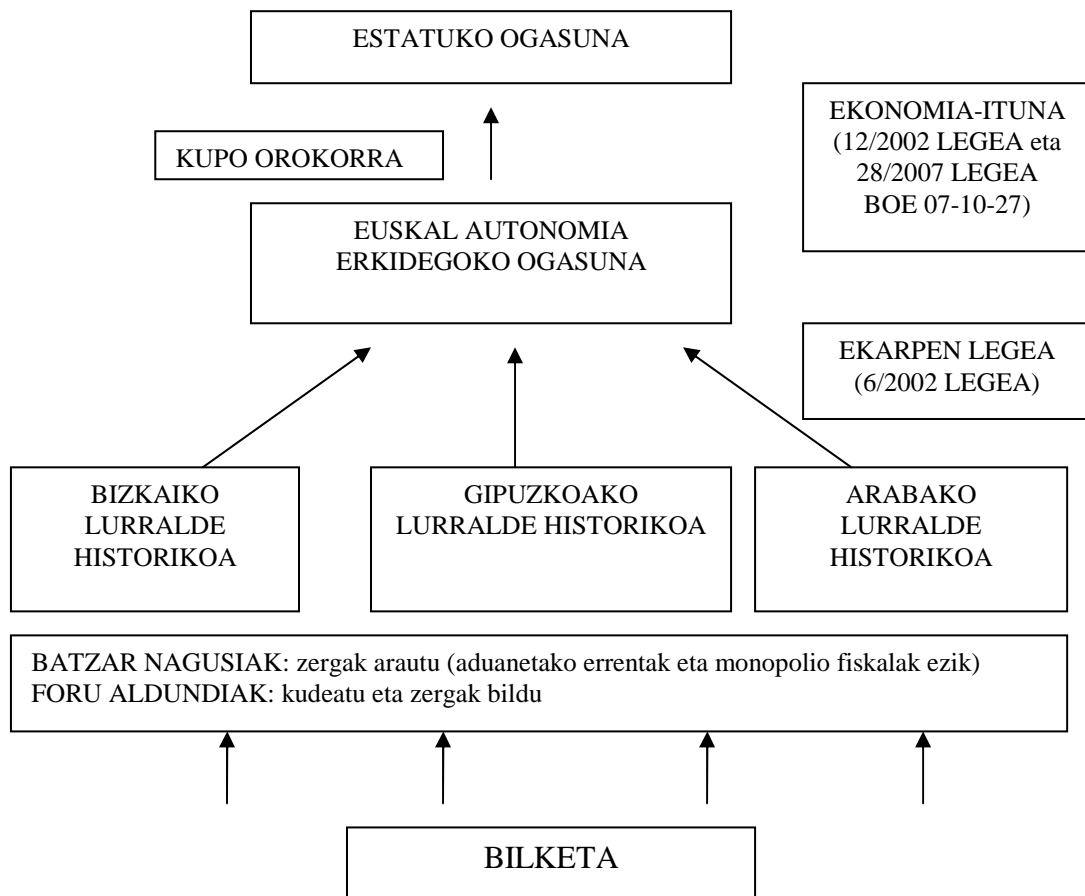 ESTATUKO OGASUNA
EKONOMIA-ITUNA
(12/2002 LEGEA eta
28/2007 LEGEA
BOE 07-10-27)
KUPO OROKORRA
EUSKAL AUTONOMIA
ERKIDEGOKO OGASUNA
EKARPEN LEGEA
(6/2002 LEGEA)
BIZKAIKO
LURRALDE
HISTORIKOA
GIPUZKOAKO
LURRALDE HISTORIKOA
ARABAKO
LURRALDE
HISTORIKOA
BATZAR NAGUSIAK: zergak arautu (aduanetako errentak eta monopolio fiskalak ezik)
FORU ALDUNDIAK: kudeatu eta zergak bildu
BILKETA